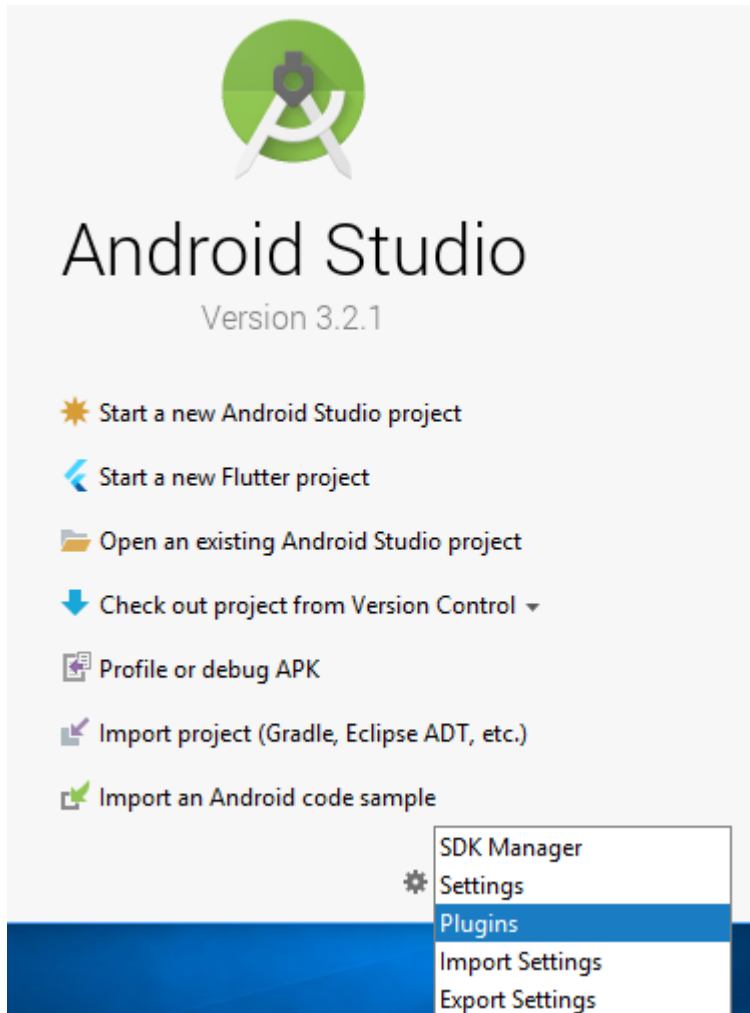 Android Studio
Version 3.2.1
Start a new Android Studio project
Start a new Flutter project
Open an existing Android Studio project
Check out project from Version Control
Profile or debug APK
Import project (Gradle, Eclipse ADT, etc.)
Import an Android code sample
SDK Manager
Settings
Plugins
Import Settings
Export Settings